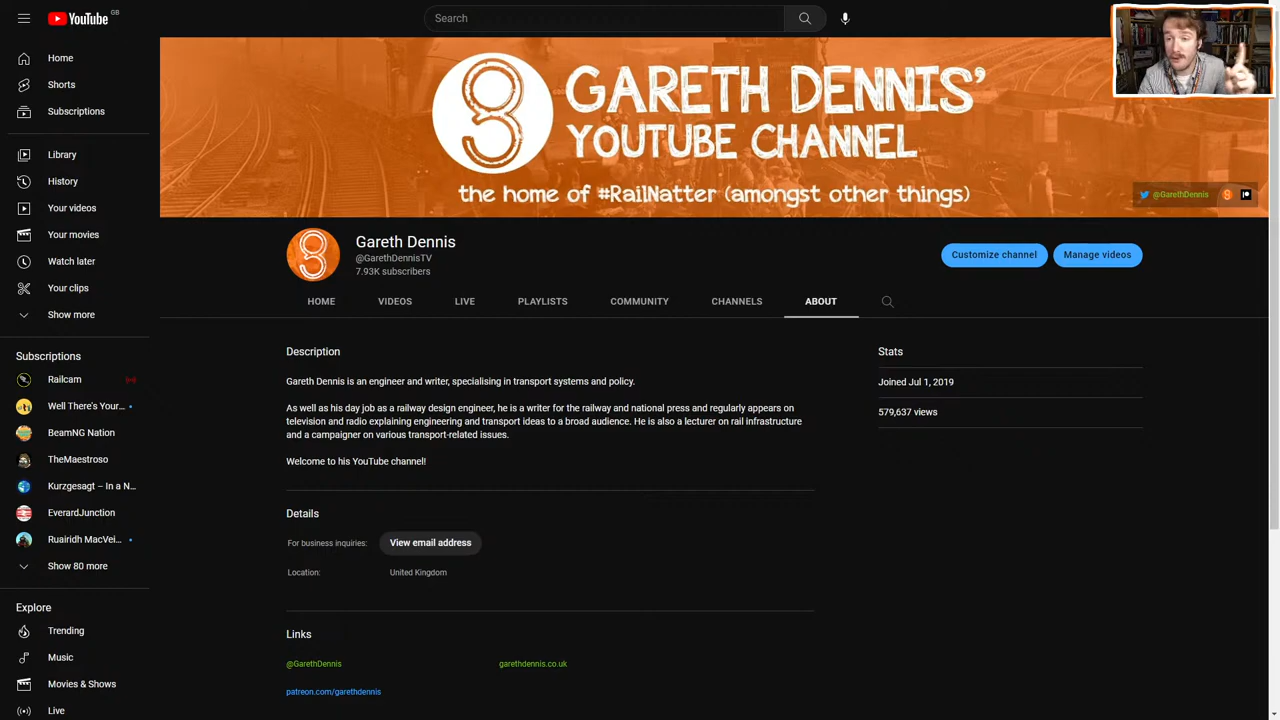 YouTube GB
Search
Home
Shorts
Subscriptions
Library
History
Your videos
Your movies
Watch later
Your clips
Show more
Subscriptions
Railcam
Well There's Your...
BeamNG Nation
TheMaestroso
Kurzgesagt – In a N...
EverardJunction
Ruairidh MacVei...
Show 80 more
Explore
Trending
Music
Movies & Shows
Live
GARETH DENNIS'
YOUTUBE CHANNEL
the home of #RailNatter (amongst other things)
@GarethDennis
Gareth Dennis
@GarethDennisTV
7.93K subscribers
Customize channel
Manage videos
HOME
VIDEOS
LIVE
PLAYLISTS
COMMUNITY
CHANNELS
ABOUT
Description
Gareth Dennis is an engineer and writer, specialising in transport systems and policy.
As well as his day job as a railway design engineer, he is a writer for the railway and national press and regularly appears on
television and radio explaining engineering and transport ideas to a broad audience. He is also a lecturer on rail infrastructure
and a campaigner on various transport-related issues.
Welcome to his YouTube channel!
Details
For business inquiries:
View email address
Location:
United Kingdom
Links
@GarethDennis
garethdennis.co.uk
patreon.com/garethdennis
Stats
Joined Jul 1, 2019
579,637 views